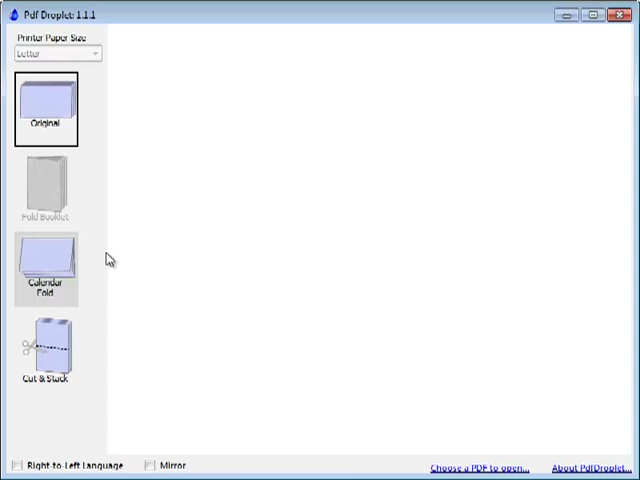 Pdf Droplet: 1.1.1
Printer Paper Size
Letter
Original
Fold Booklet
Calendar
Fold
Cut & Stack
Right-to-Left Language
Mirror
Choose a PDF to open...
About PdfDroplet...